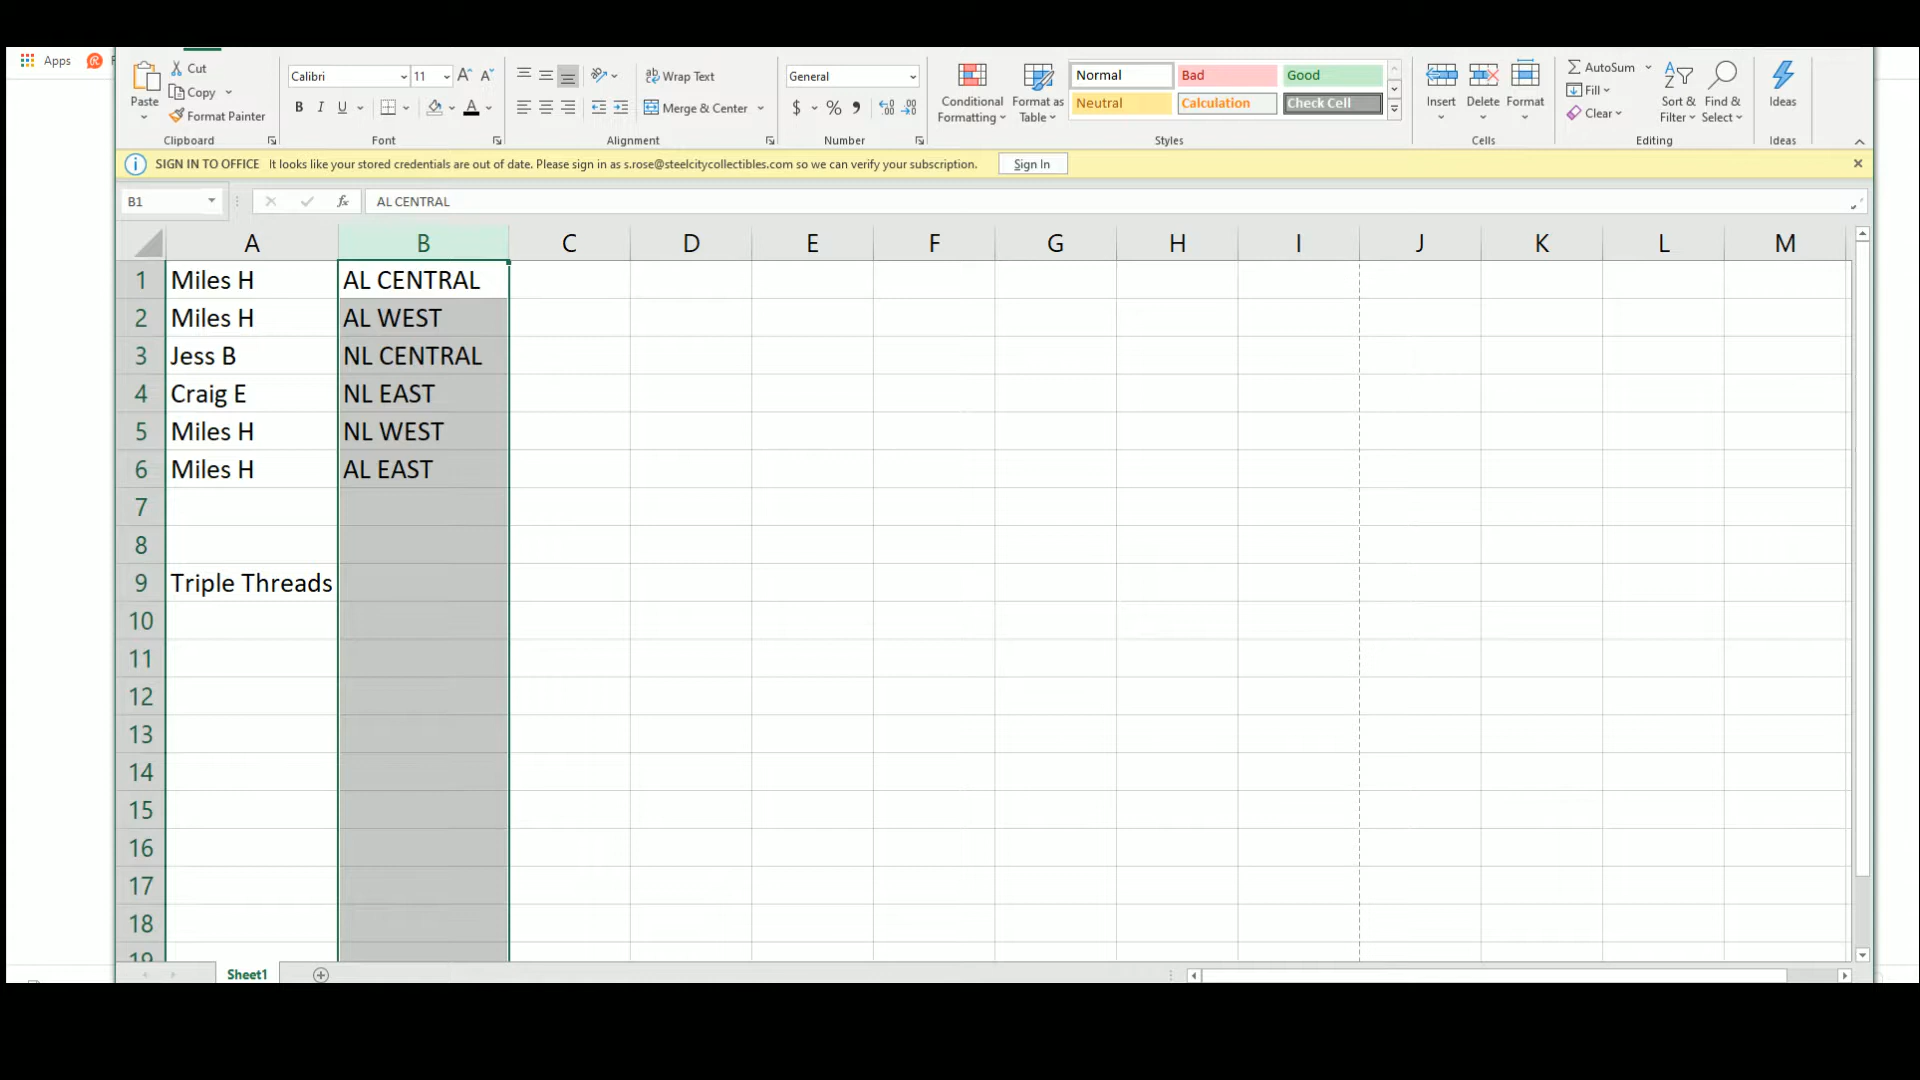 Apps
Cut
Copy
Paste
Format Painter
Clipboard
Calibri 11
B I U
Font
Wrap Text
Merge & Center
Alignment
General
$ % ,
Number
Conditional Formatting
Format as Table
Normal Bad Good
Neutral Calculation Check Cell
Styles
Insert Delete Format
Cells
AutoSum
Fill
Clear
Sort & Filter
Find & Select
Editing
Ideas
Ideas
SIGN IN TO OFFICE It looks like your stored credentials are out of date. Please sign in as s.rose@steelcitycollectibles.com so we can verify your subscription. Sign In
B1 fx AL CENTRAL
A B C D E F G H I J K L M
1 Miles H AL CENTRAL
2 Miles H AL WEST
3 Jess B NL CENTRAL
4 Craig E NL EAST
5 Miles H NL WEST
6 Miles H AL EAST
7
8
9 Triple Threads
10
11
12
13
14
15
16
17
18
19
Sheet1